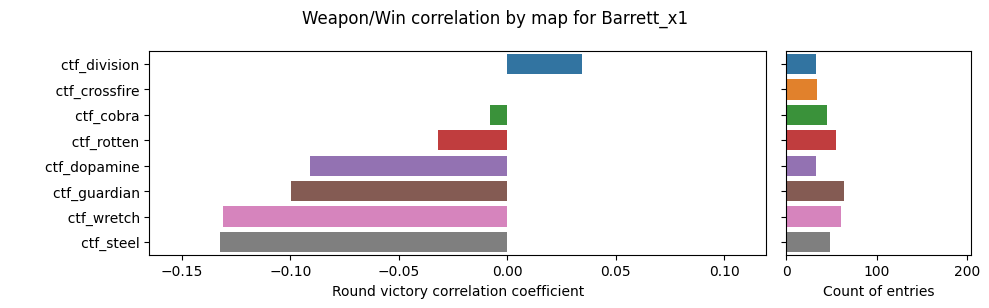 Weapon/Win correlation by map for Barrett_x1
ctf_division
ctf_crossfire
ctf_cobra
ctf_rotten
ctf_dopamine
ctf_guardian
ctf_wretch
ctf_steel
−0.15 −0.10 −0.05 0.00 0.05 0.10
Round victory correlation coefficient
0 100 200
Count of entries